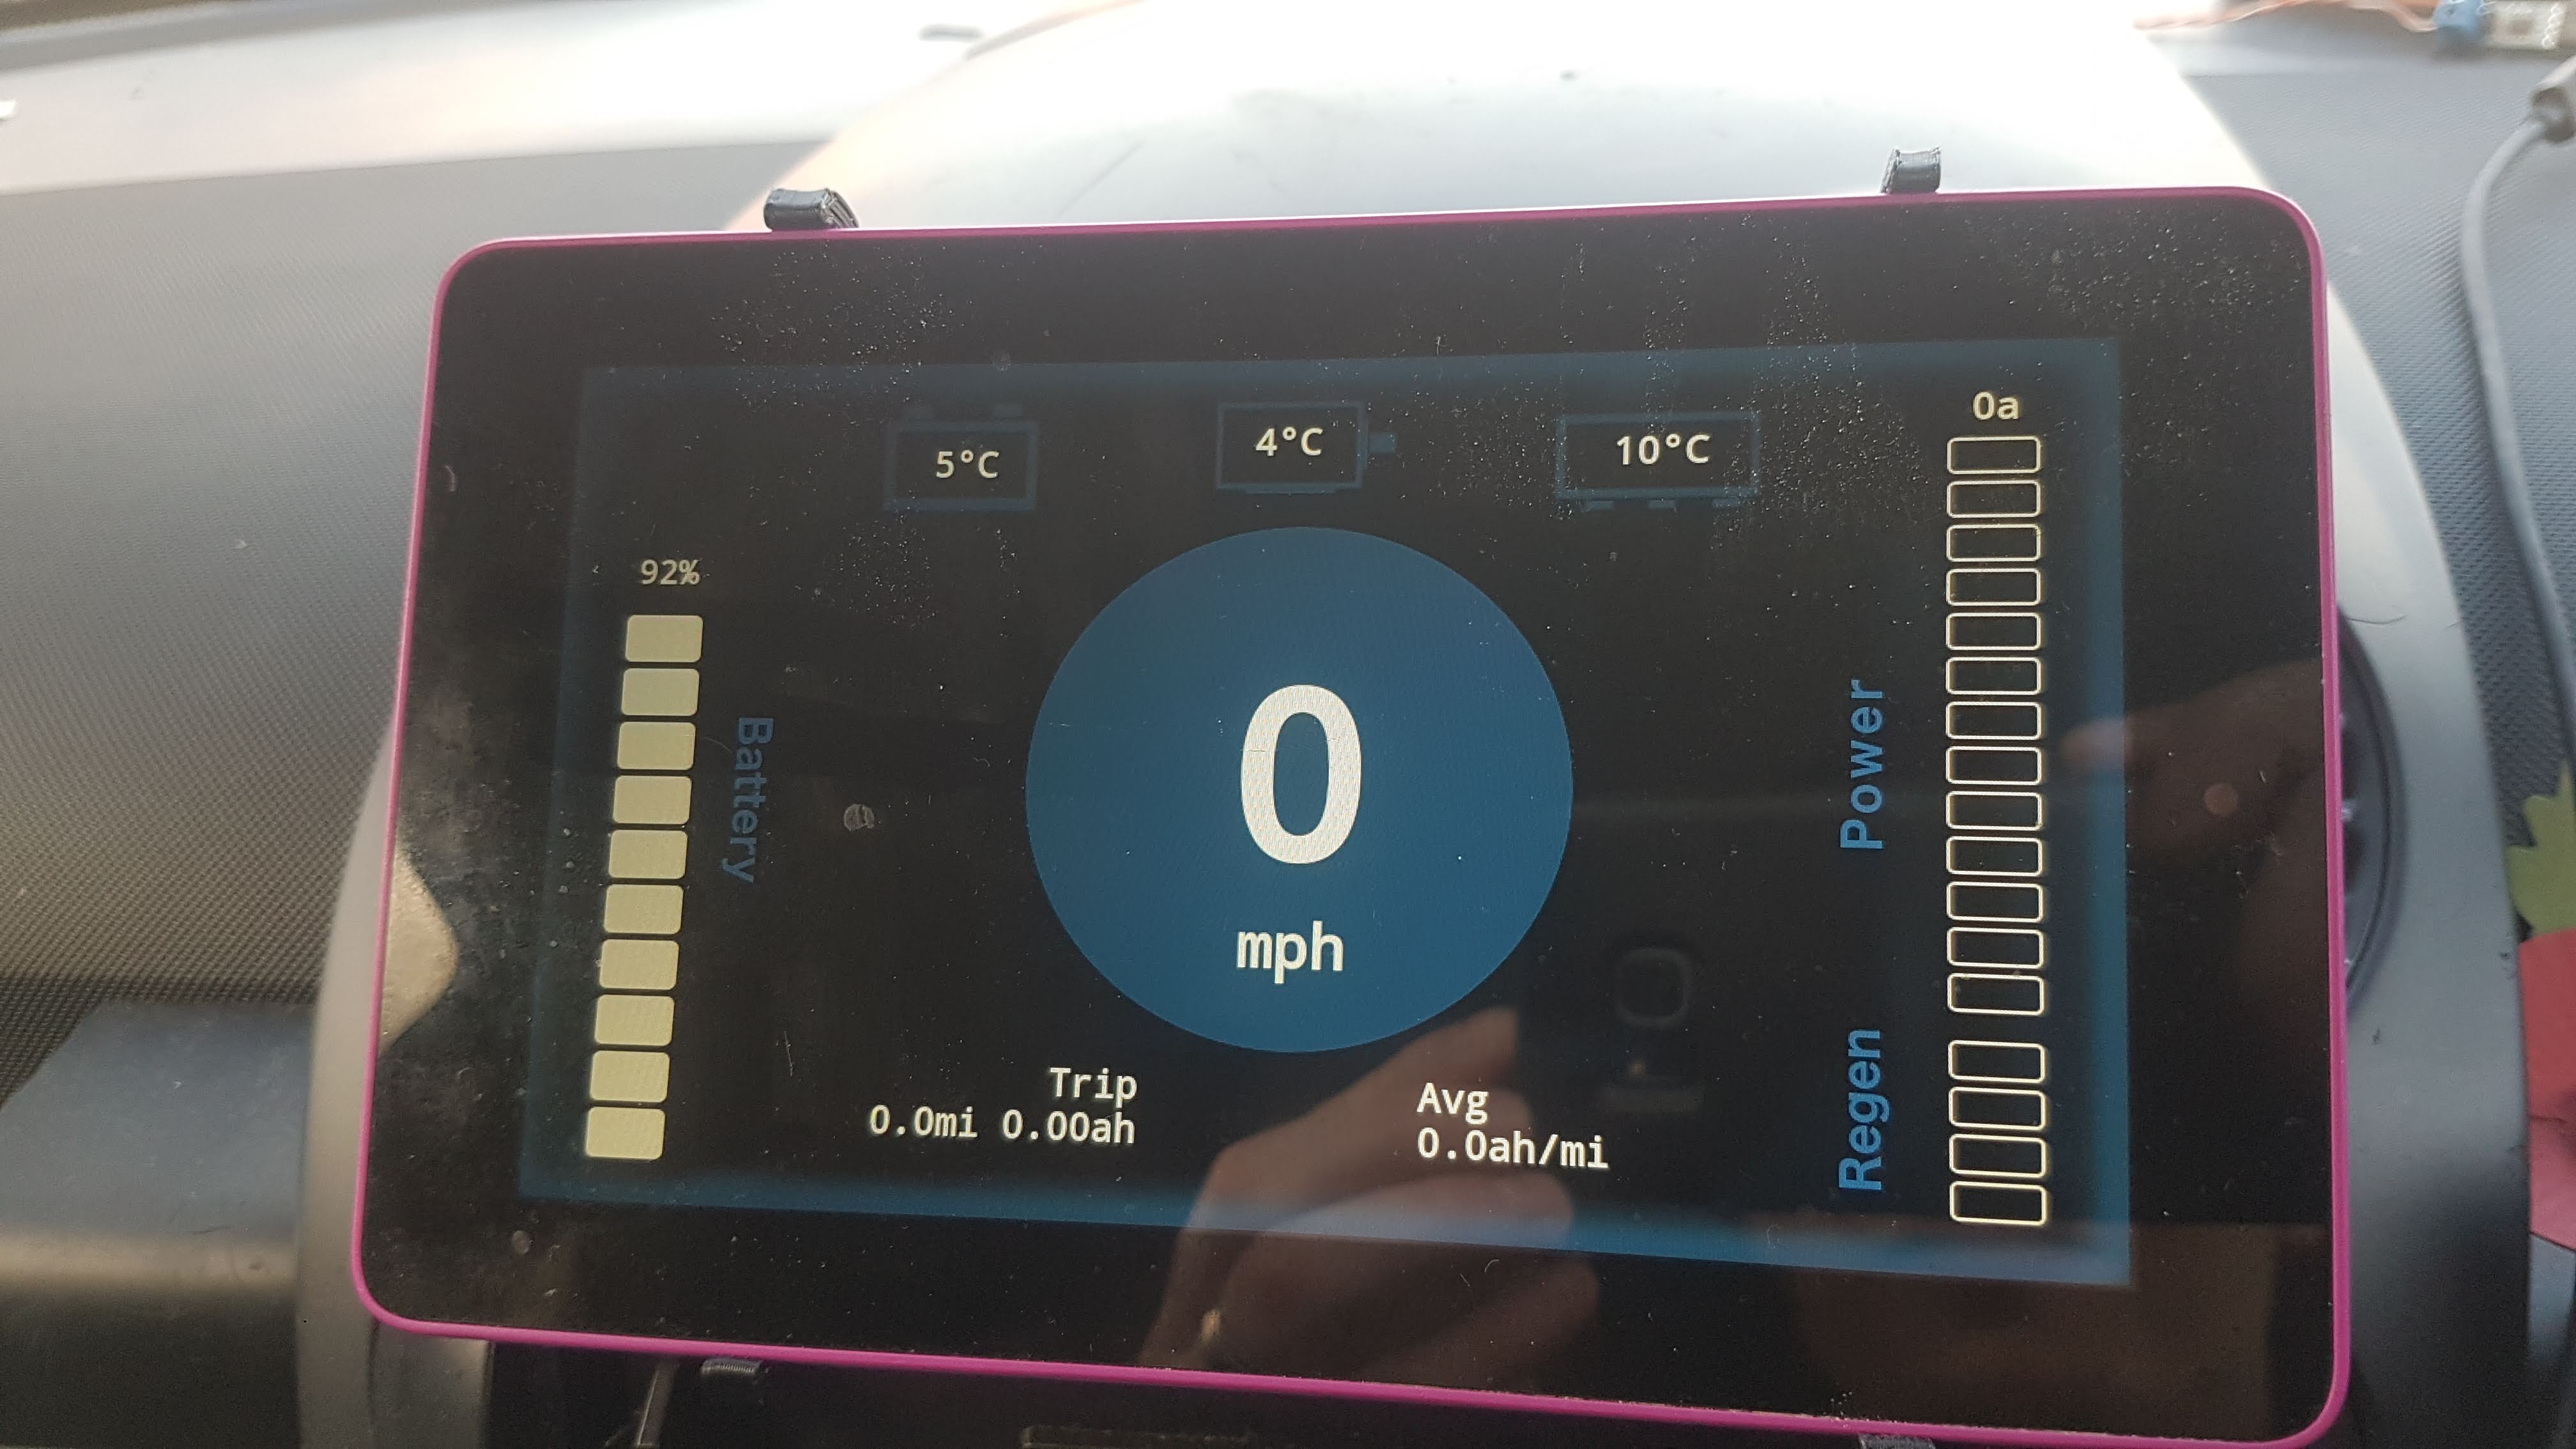 0a
5°C
4°C
10°C
92%
Battery
0
mph
Power
Regen
Trip
0.0mi 0.00ah
Avg
0.0ah/mi